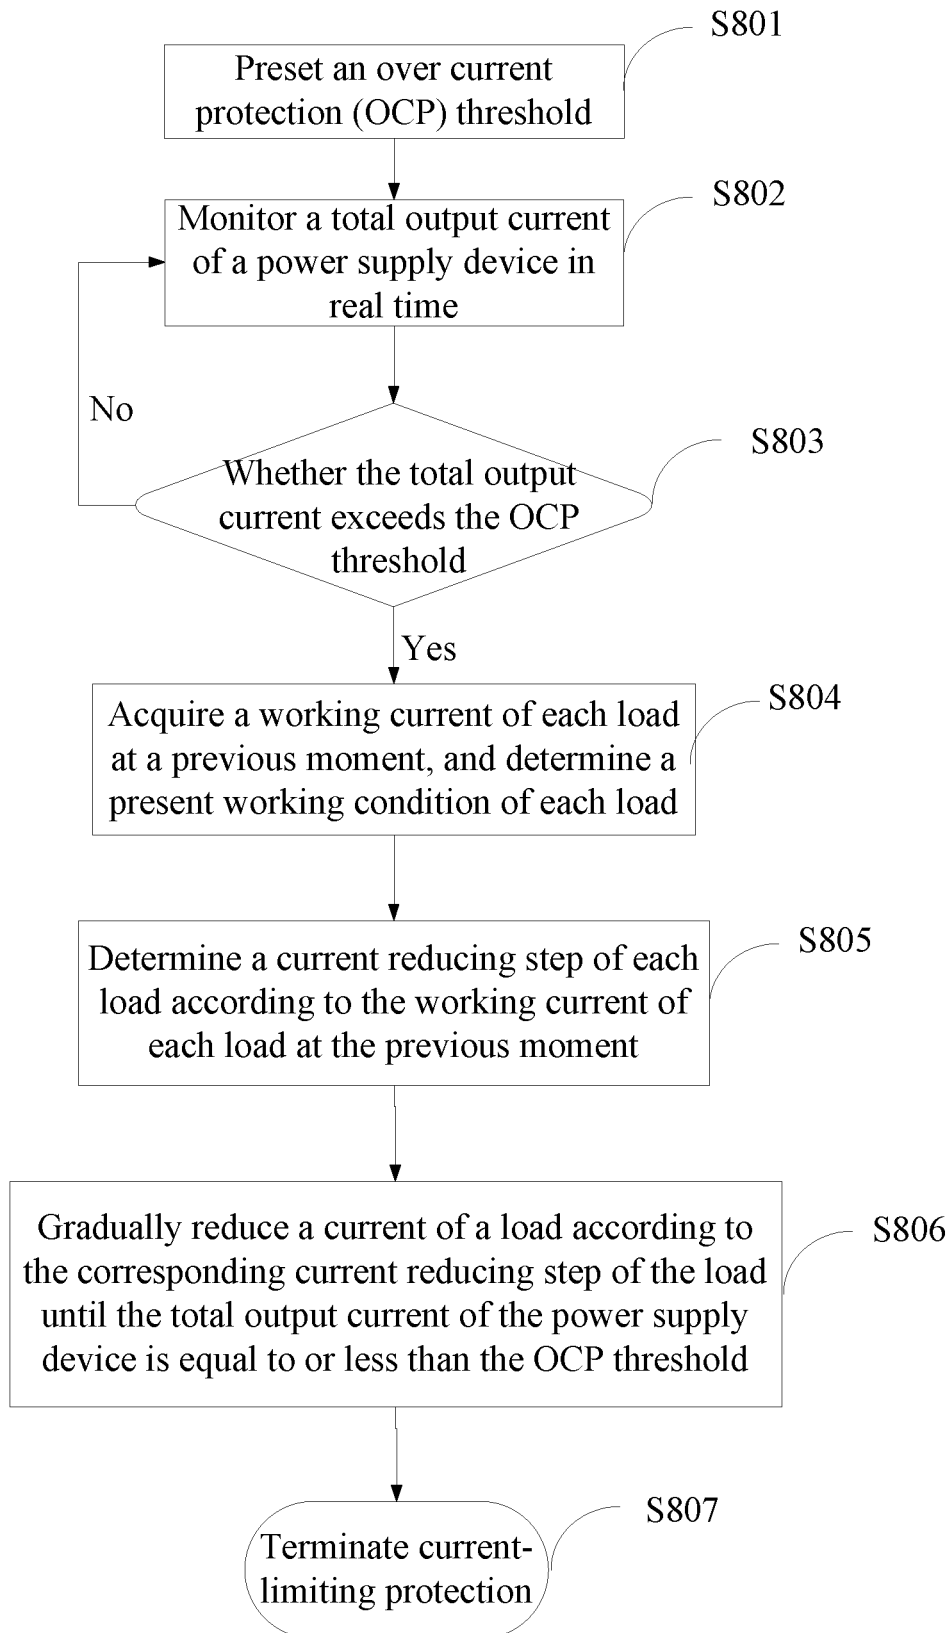 S801
Preset an over current
protection (OCP) threshold
S802
Monitor a total output current
of a power supply device in
real time
No
S803
Whether the total output
current exceeds the OCP
threshold
Yes
S804
Acquire a working current of each load
at a previous moment, and determine a
present working condition of each load
S805
Determine a current reducing step of each
load according to the working current of
each load at the previous moment
S806
Gradually reduce a current of a load according to
the corresponding current reducing step of the load
until the total output current of the power supply
device is equal to or less than the OCP threshold
S807
Terminate current-
limiting protection